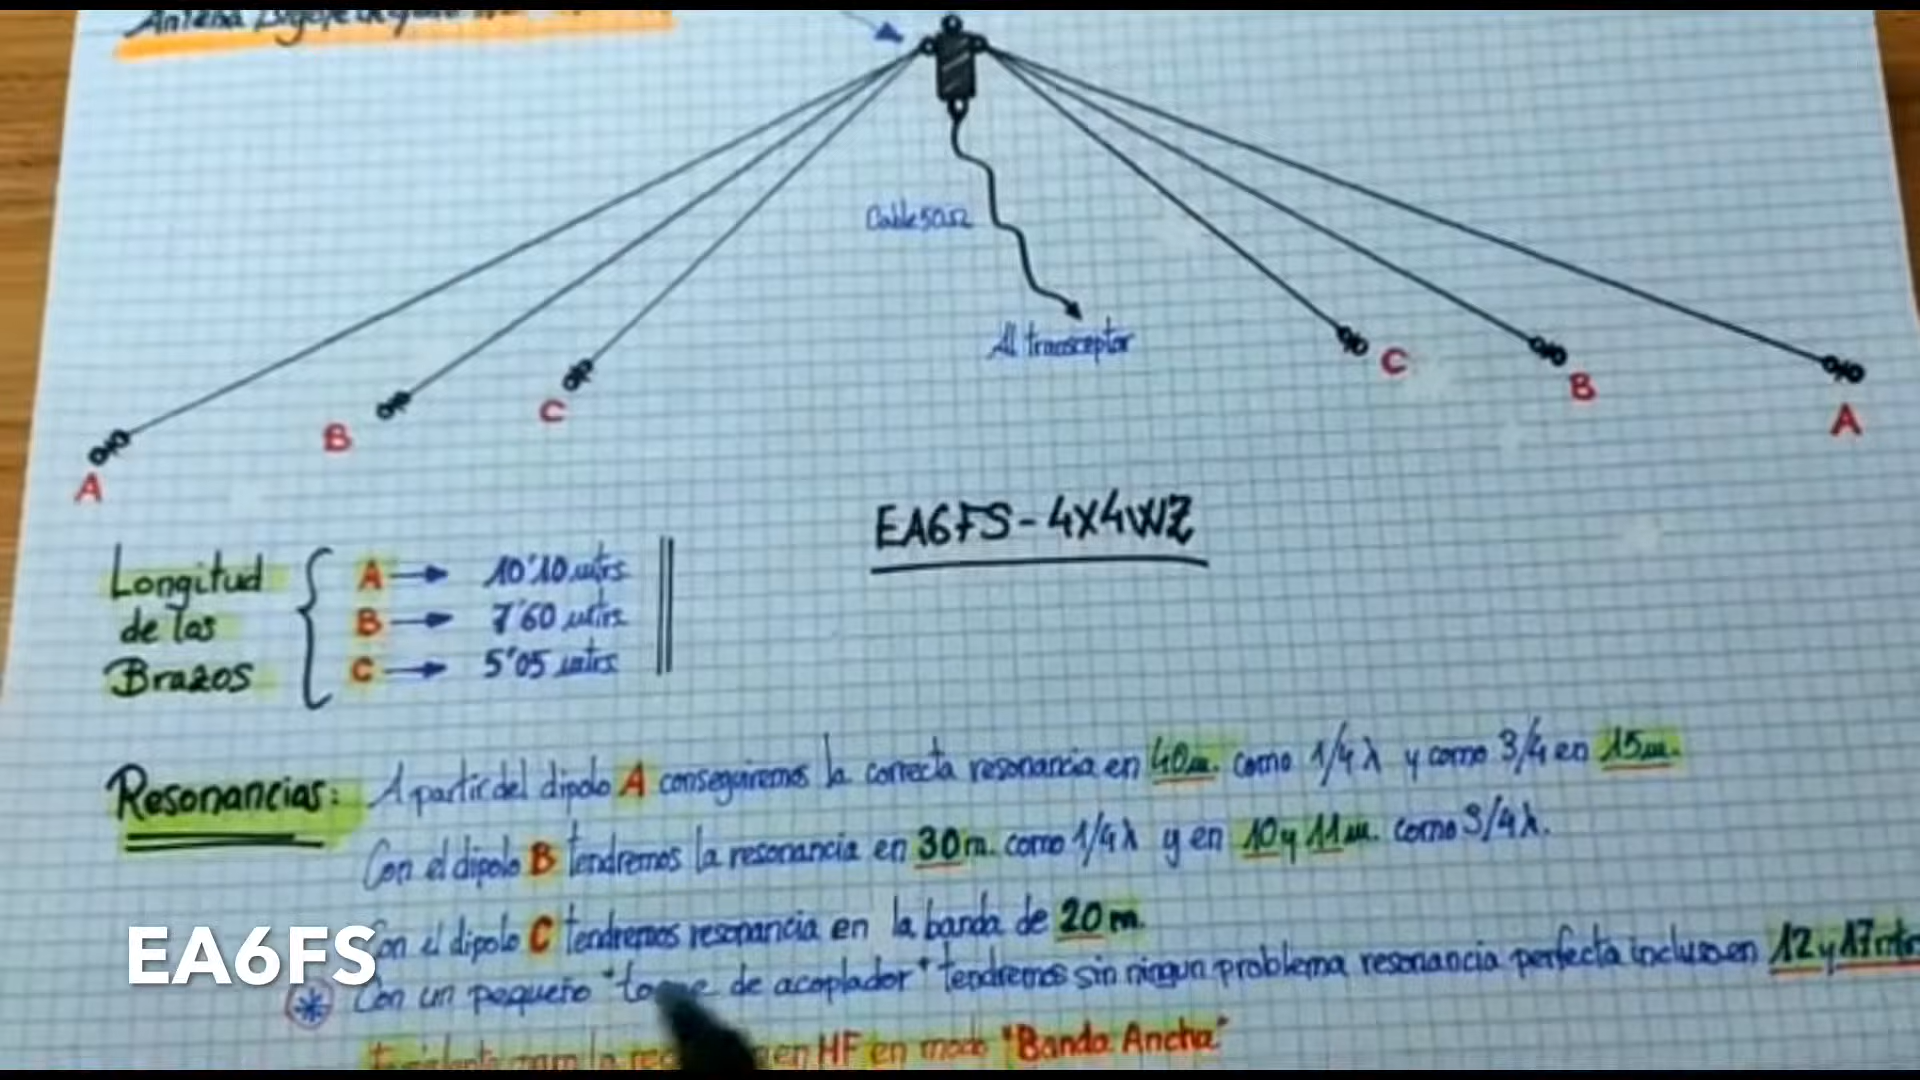 Antena
Cable 50Ω
Al transceptor
A
B
C
C
B
A
EA6FS - 4X4WZ
Longitud
de los
Brazos
A → 10'10 mtrs
B → 7'60 mtrs
C → 5'05 mtrs
Resonancias: A partir del dipolo A conseguiremos la correcta resonancia en 40m. como 1/4 λ y como 3/4 en 15m.
Con el dipolo B tendremos la resonancia en 30m. como 1/4 λ y en 10 y 11m. como 3/4 λ.
Con el dipolo C tendremos resonancia en la banda de 20m.
* Con un pequeño "toque de acoplador" tendremos sin ningun problema resonancia perfecta incluso en 12 y 17 mtrs
en HF en modo "Banda Ancha"
EA6FS